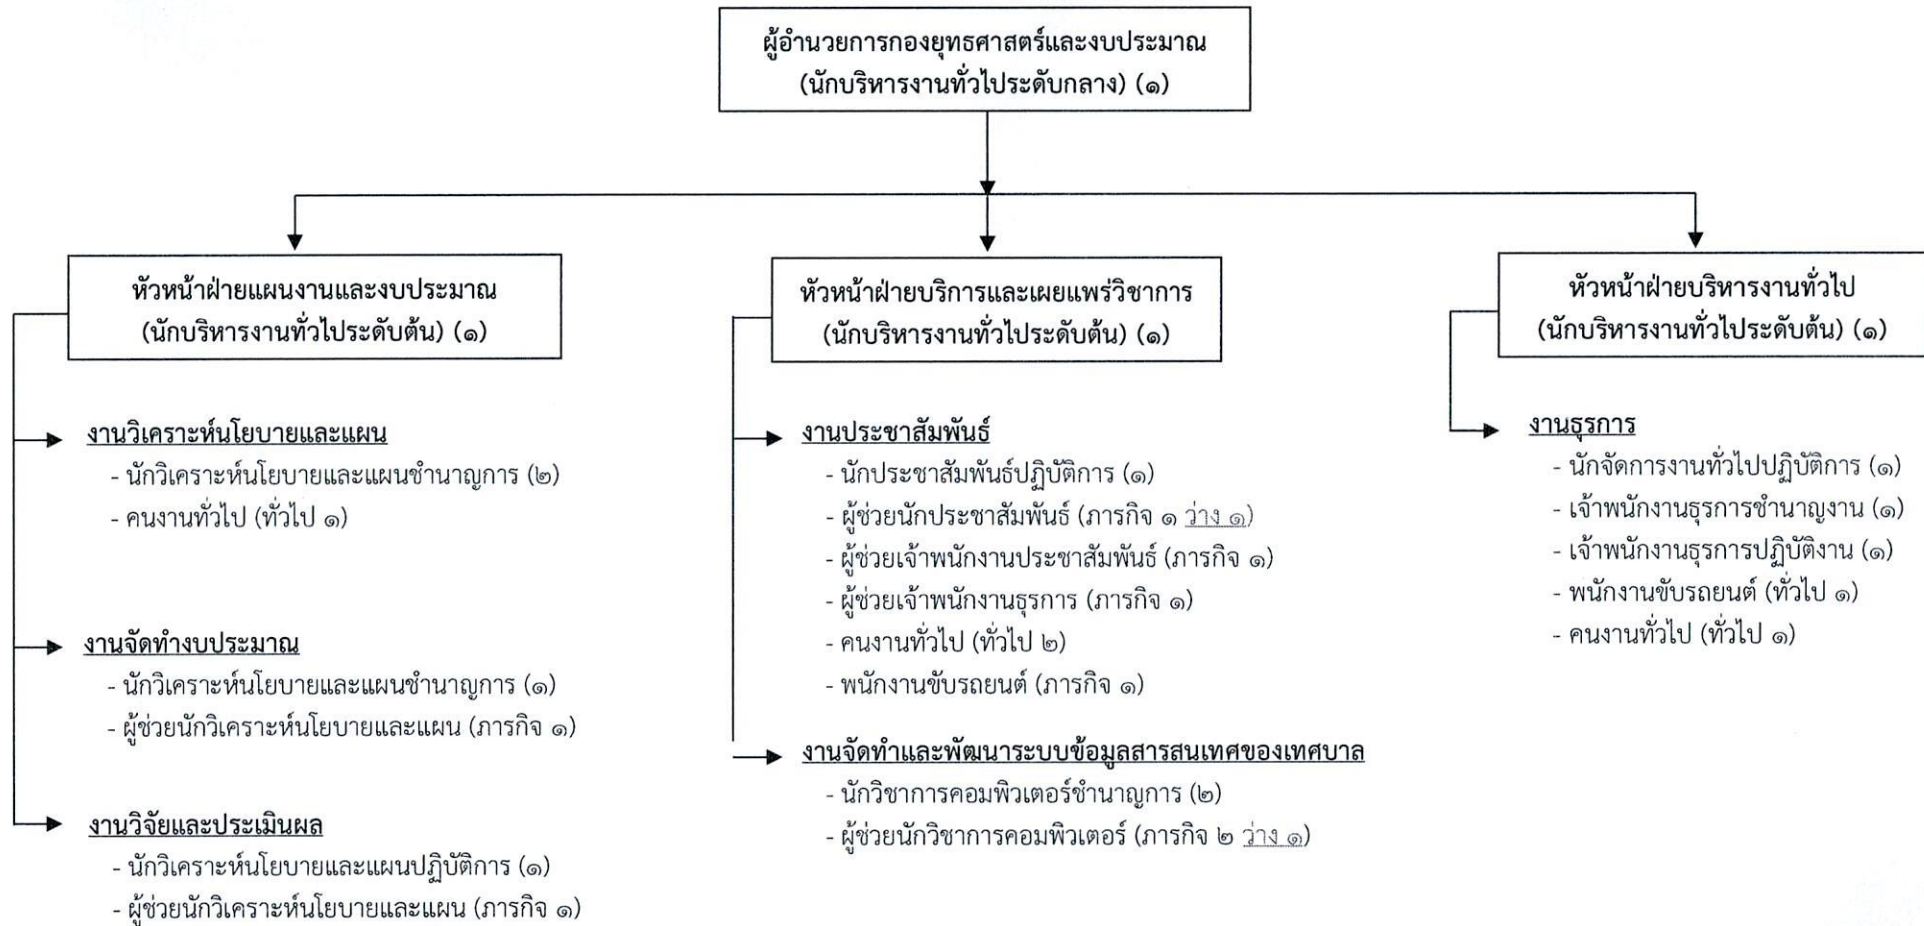 ผู้อำนวยการกองยุทธศาสตร์และงบประมาณ
(นักบริหารงานทั่วไประดับกลาง) (๑)
หัวหน้าฝ่ายแผนงานและงบประมาณ
(นักบริหารงานทั่วไประดับต้น) (๑)
งานวิเคราะห์นโยบายและแผน
- นักวิเคราะห์นโยบายและแผนชำนาญการ (๒)
- คนงานทั่วไป (ทั่วไป ๑)
งานจัดทำงบประมาณ
- นักวิเคราะห์นโยบายและแผนชำนาญการ (๑)
- ผู้ช่วยนักวิเคราะห์นโยบายและแผน (ภารกิจ ๑)
งานวิจัยและประเมินผล
- นักวิเคราะห์นโยบายและแผนปฏิบัติการ (๑)
- ผู้ช่วยนักวิเคราะห์นโยบายและแผน (ภารกิจ ๑)
หัวหน้าฝ่ายบริการและเผยแพร่วิชาการ
(นักบริหารงานทั่วไประดับต้น) (๑)
งานประชาสัมพันธ์
- นักประชาสัมพันธ์ปฏิบัติการ (๑)
- ผู้ช่วยนักประชาสัมพันธ์ (ภารกิจ ๑ ว่าง ๑)
- ผู้ช่วยเจ้าพนักงานประชาสัมพันธ์ (ภารกิจ ๑)
- ผู้ช่วยเจ้าพนักงานธุรการ (ภารกิจ ๑)
- คนงานทั่วไป (ทั่วไป ๒)
- พนักงานขับรถยนต์ (ภารกิจ ๑)
งานจัดทำและพัฒนาระบบข้อมูลสารสนเทศของเทศบาล
- นักวิชาการคอมพิวเตอร์ชำนาญการ (๒)
- ผู้ช่วยนักวิชาการคอมพิวเตอร์ (ภารกิจ ๒ ว่าง ๑)
หัวหน้าฝ่ายบริหารงานทั่วไป
(นักบริหารงานทั่วไประดับต้น) (๑)
งานธุรการ
- นักจัดการงานทั่วไปปฏิบัติการ (๑)
- เจ้าพนักงานธุรการชำนาญงาน (๑)
- เจ้าพนักงานธุรการปฏิบัติงาน (๑)
- พนักงานขับรถยนต์ (ทั่วไป ๑)
- คนงานทั่วไป (ทั่วไป ๑)